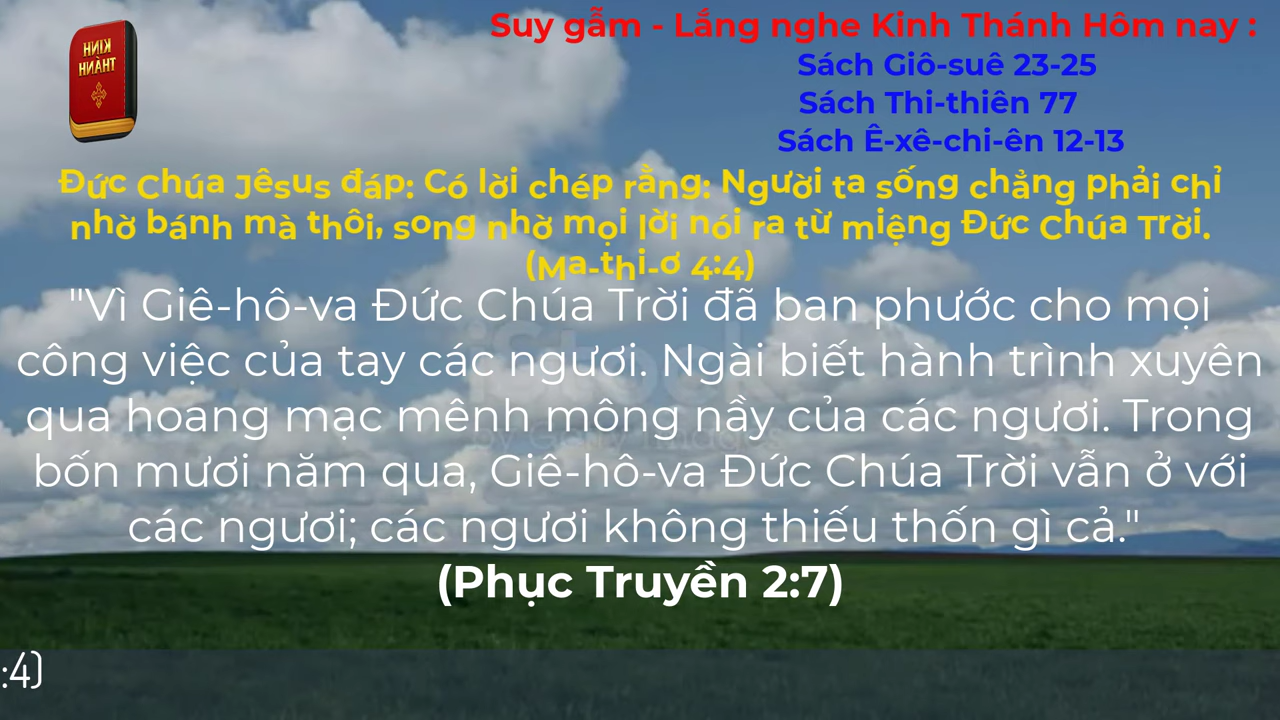 Suy gẫm - Lắng nghe Kinh Thánh Hôm nay :
Sách Giô-suê 23-25
Sách Thi-thiên 77
Sách Ê-xê-chi-ên 12-13
KINH
THÁNH
Đức Chúa Jêsus đáp: Có lời chép rằng: Người ta sống chẳng phải chỉ
nhờ bánh mà thôi, song nhờ mọi lời nói ra từ miệng Đức Chúa Trời.
(Ma-thi-ơ 4:4)
"Vì Giê-hô-va Đức Chúa Trời đã ban phước cho mọi
công việc của tay các ngươi. Ngài biết hành trình xuyên
qua hoang mạc mênh mông nầy của các ngươi. Trong
bốn mươi năm qua, Giê-hô-va Đức Chúa Trời vẫn ở với
các ngươi; các ngươi không thiếu thốn gì cả."
(Phục Truyền 2:7)
iStock
by Getty Images
:4)